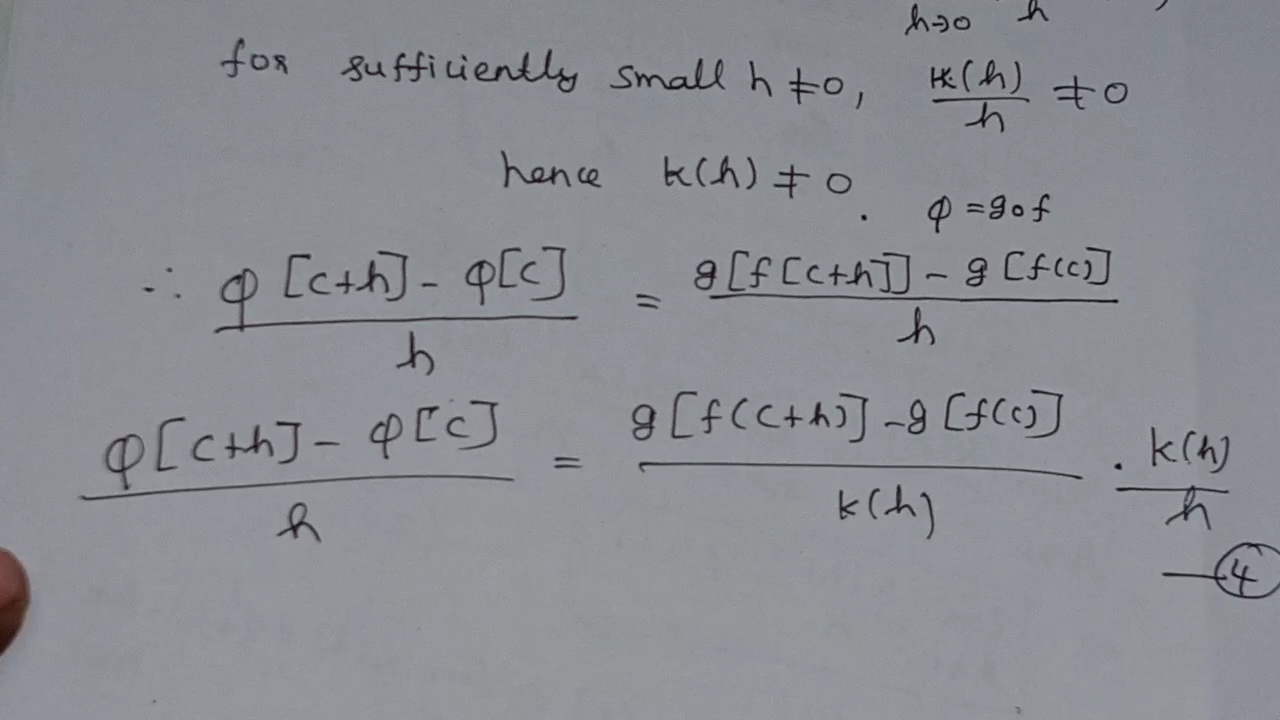 h→0 h ,
for sufficiently small h ≠ 0, k(h)/h ≠ 0
hence k(h) ≠ 0.
φ = g∘f
∴ φ[c+h] - φ[c] / h = g[f[c+h]] - g[f(c)] / h
φ[c+h] - φ[c] / h = g[f(c+h)] - g[f(c)] / k(h) . k(h) / h
—④